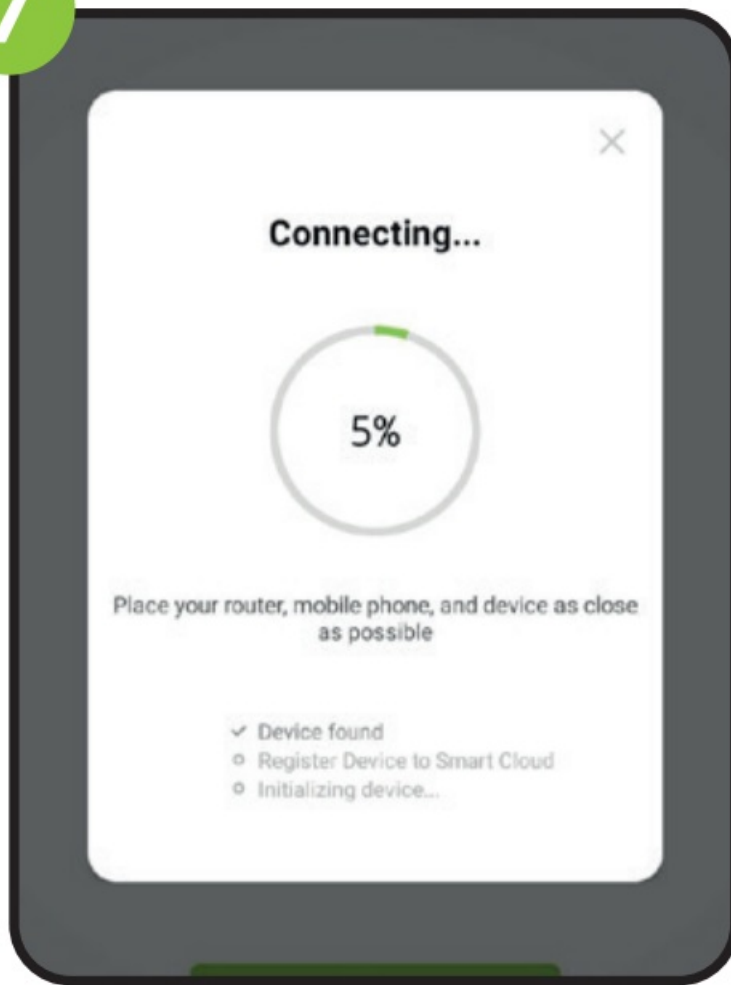 Connecting...
5%
Place your router, mobile phone, and device as close
as possible
Device found
Register Device to Smart Cloud
Initializing device...